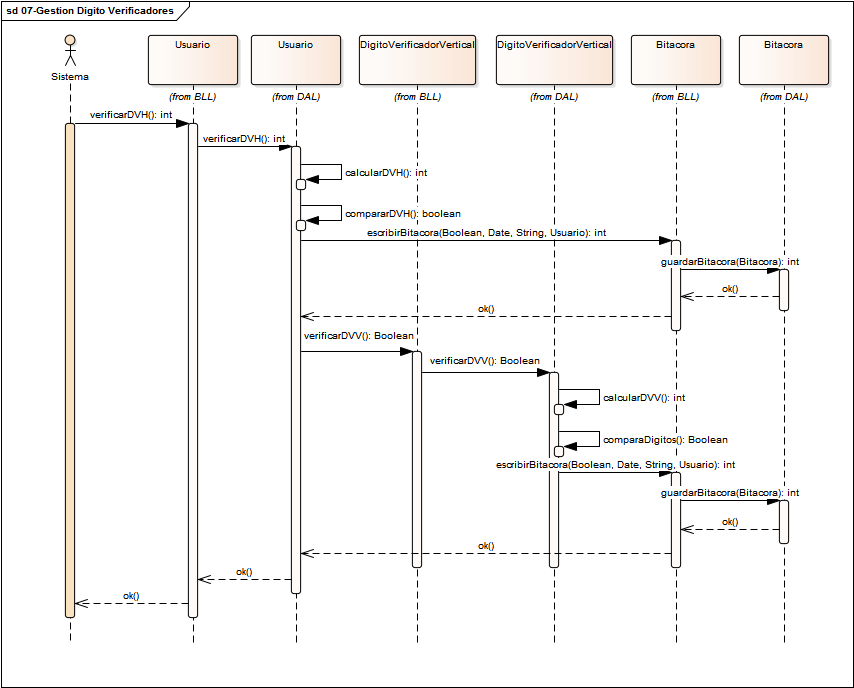 sd 07-Gestion Digito Verificadores
Sistema
Usuario
(from BLL)
Usuario
(from DAL)
DigitoVerificadorVertical
(from BLL)
DigitoVerificadorVertical
(from DAL)
Bitacora
(from BLL)
Bitacora
(from DAL)
verificarDVH(): int
verificarDVH(): int
calcularDVH(): int
compararDVH(): boolean
escribirBitacora(Boolean, Date, String, Usuario): int
guardarBitacora(Bitacora): int
ok()
ok()
verificarDVV(): Boolean
verificarDVV(): Boolean
calcularDVV(): int
comparaDigitos(): Boolean
escribirBitacora(Boolean, Date, String, Usuario): int
guardarBitacora(Bitacora): int
ok()
ok()
ok()
ok()